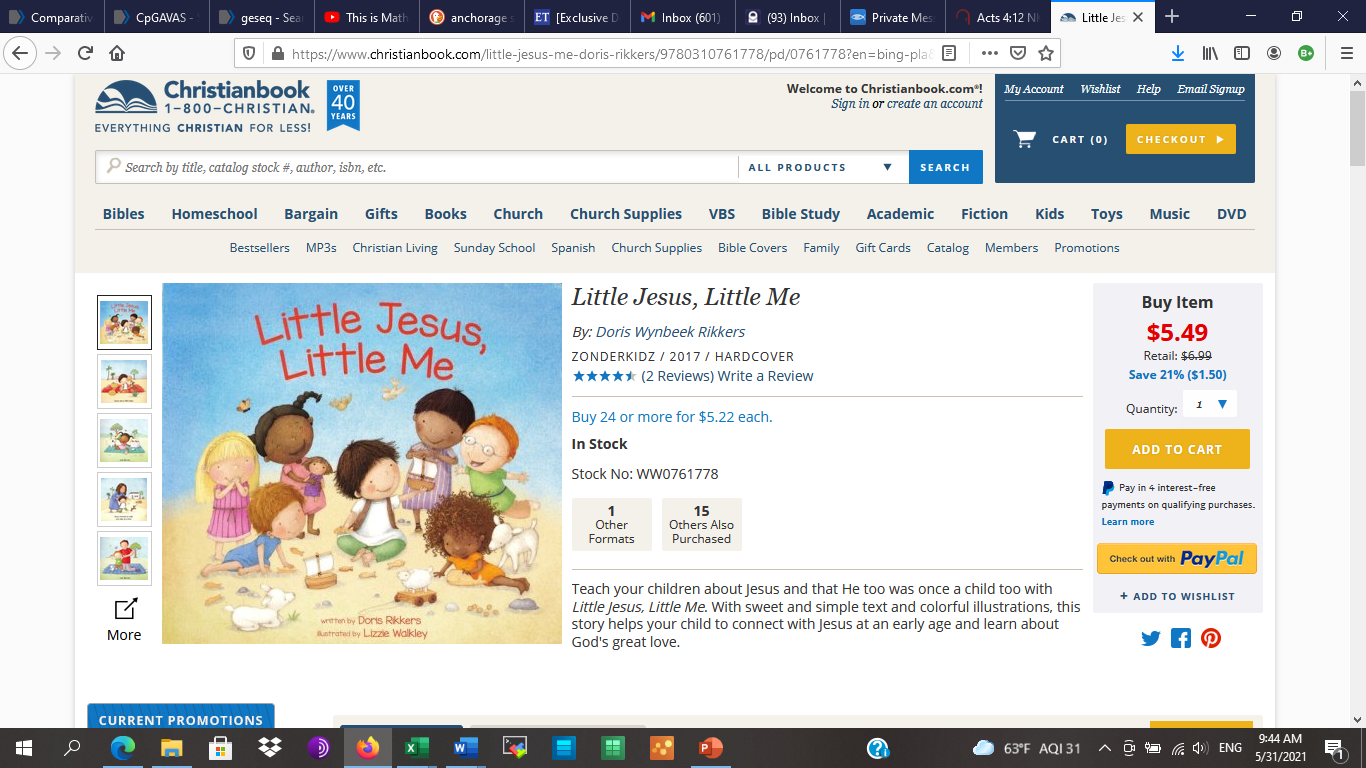 Comparativ
CpGAVAS -
geseq - Sea
This is Math
anchorage s
[Exclusive D
Inbox (601)
(93) Inbox |
Private Mes
Acts 4:12 N
Little Jes
https://www.christianbook.com/little-jesus-me-doris-rikkers/9780310761778/pd/0761778?en=bing-pla
Christianbook
1-800-CHRISTIAN.
EVERYTHING CHRISTIAN FOR LESS!
OVER
40
YEARS
Welcome to Christianbook.com®!
Sign in or create an account
My Account Wishlist Help Email Signup
CART (0) CHECKOUT
Search by title, catalog stock #, author, isbn, etc.
ALL PRODUCTS
SEARCH
Bibles Homeschool Bargain Gifts Books Church Church Supplies VBS Bible Study Academic Fiction Kids Toys Music DVD
Bestsellers MP3s Christian Living Sunday School Spanish Church Supplies Bible Covers Family Gift Cards Catalog Members Promotions
More
Little Jesus,
Little Me
written by Doris Rikkers
illustrated by Lizzie Walkley
Little Jesus, Little Me
By: Doris Wynbeek Rikkers
ZONDERKIDZ / 2017 / HARDCOVER
(2 Reviews) Write a Review
Buy 24 or more for $5.22 each.
In Stock
Stock No: WW0761778
1
Other
Formats
15
Others Also
Purchased
Teach your children about Jesus and that He too was once a child too with
Little Jesus, Little Me. With sweet and simple text and colorful illustrations, this
story helps your child to connect with Jesus at an early age and learn about
God's great love.
Buy Item
$5.49
Retail: $6.99
Save 21% ($1.50)
Quantity: 1
ADD TO CART
Pay in 4 interest-free
payments on qualifying purchases.
Learn more
Check out with PayPal
+ ADD TO WISHLIST
CURRENT PROMOTIONS
63°F AQI 31
ENG
9:44 AM
5/31/2021
1